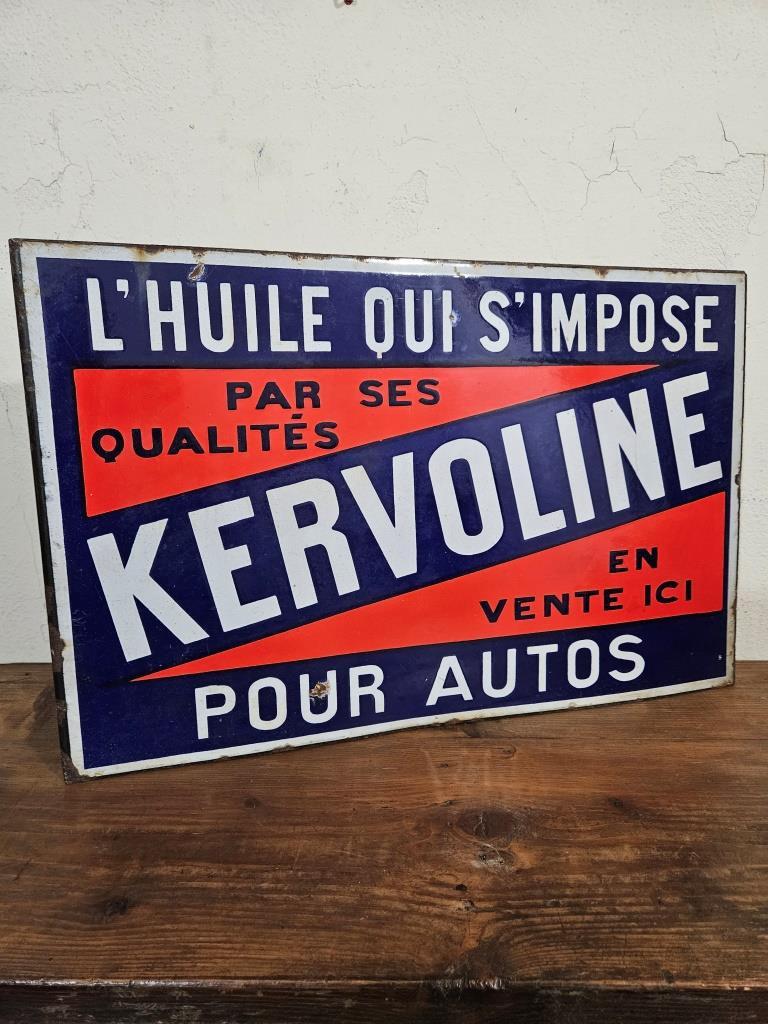 L'HUILE QUI S'IMPOSE
PAR SES
QUALITÉS
KERVOLINE
EN
VENTE ICI
POUR AUTOS